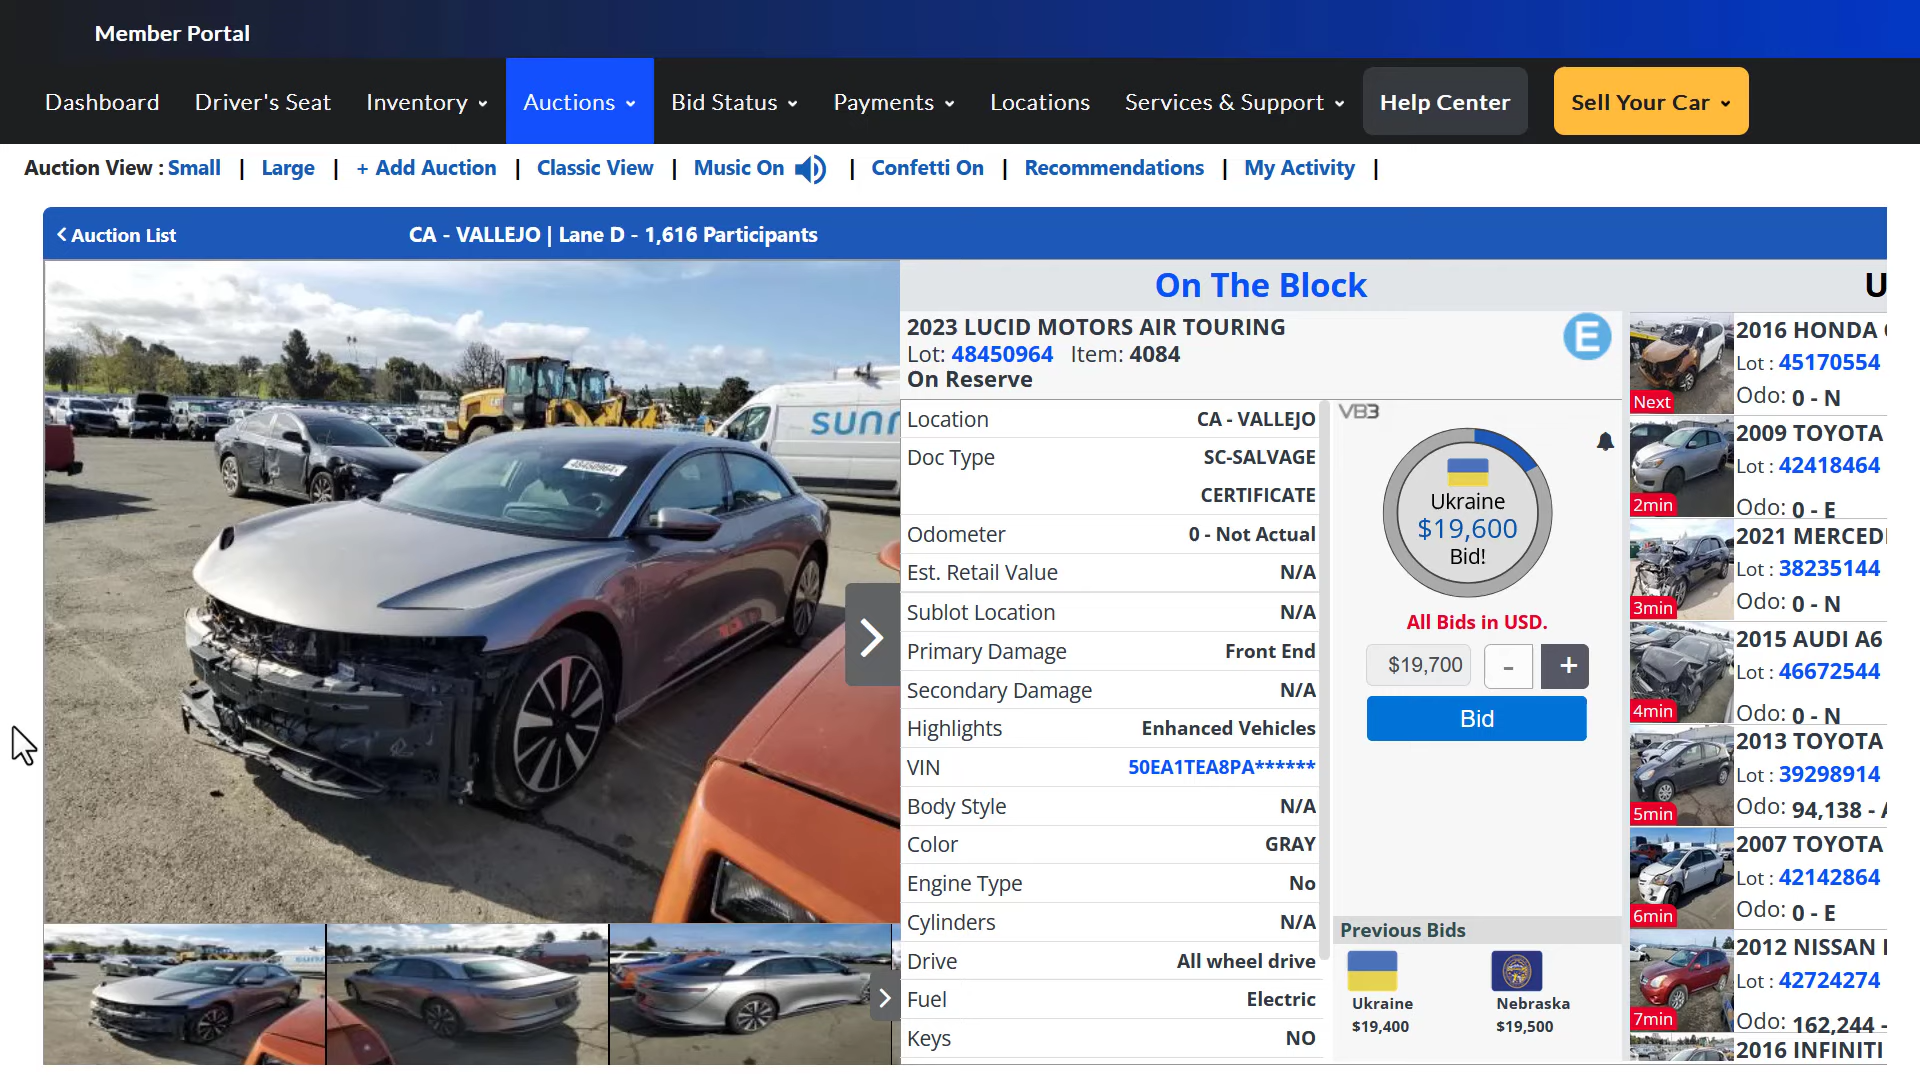 Member Portal
Dashboard Driver's Seat Inventory Auctions Bid Status Payments Locations Services & Support Help Center Sell Your Car
Auction View : Small | Large | + Add Auction | Classic View | Music On | Confetti On | Recommendations | My Activity |
Auction List CA - VALLEJO | Lane D - 1,616 Participants
On The Block
U
2023 LUCID MOTORS AIR TOURING
Lot: 48450964 Item: 4084
On Reserve
E
Location CA - VALLEJO
Doc Type SC-SALVAGE
CERTIFICATE
Odometer 0 - Not Actual
Est. Retail Value N/A
Sublot Location N/A
Primary Damage Front End
Secondary Damage N/A
Highlights Enhanced Vehicles
VIN 50EA1TEA8PA******
Body Style N/A
Color GRAY
Engine Type No
Cylinders N/A
Drive All wheel drive
Fuel Electric
Keys NO
VB3
Ukraine
$19,600
Bid!
All Bids in USD.
$19,700 - +
Bid
Previous Bids
Ukraine
$19,400
Nebraska
$19,500
2016 HONDA
Lot : 45170554
Odo: 0 - N
Next
2009 TOYOTA
Lot : 42418464
Odo: 0 - E
2min
2021 MERCED
Lot : 38235144
Odo: 0 - N
3min
2015 AUDI A6
Lot : 46672544
Odo: 0 - N
4min
2013 TOYOTA
Lot : 39298914
Odo: 94,138 - A
5min
2007 TOYOTA
Lot : 42142864
Odo: 0 - E
6min
2012 NISSAN
Lot : 42724274
Odo: 162,244 -
7min
2016 INFINITI
48450964
sunr